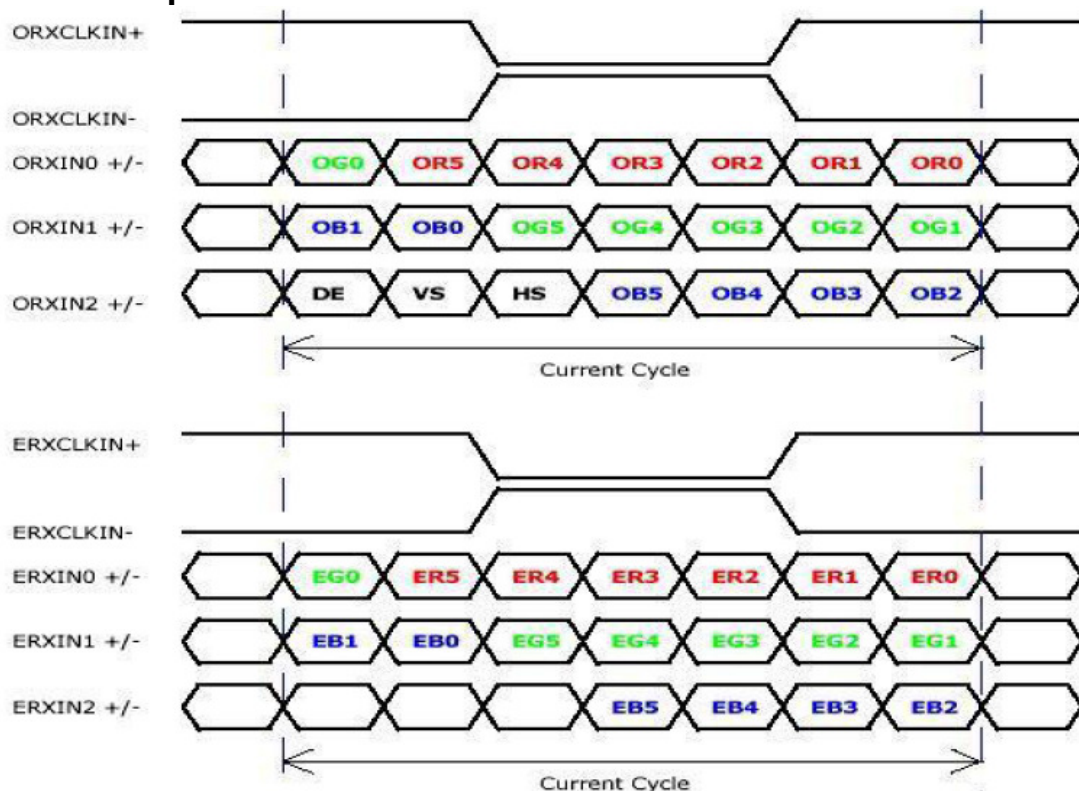 ORXCLKIN+
ORXCLKIN-
ORXIN0 +/- OG0 OR5 OR4 OR3 OR2 OR1 OR0
ORXIN1 +/- OB1 OB0 OG5 OG4 OG3 OG2 OG1
ORXIN2 +/- DE VS HS OB5 OB4 OB3 OB2
Current Cycle
ERXCLKIN+
ERXCLKIN-
ERXIN0 +/- EG0 ER5 ER4 ER3 ER2 ER1 ER0
ERXIN1 +/- EB1 EB0 EG5 EG4 EG3 EG2 EG1
ERXIN2 +/- EB5 EB4 EB3 EB2
Current Cycle